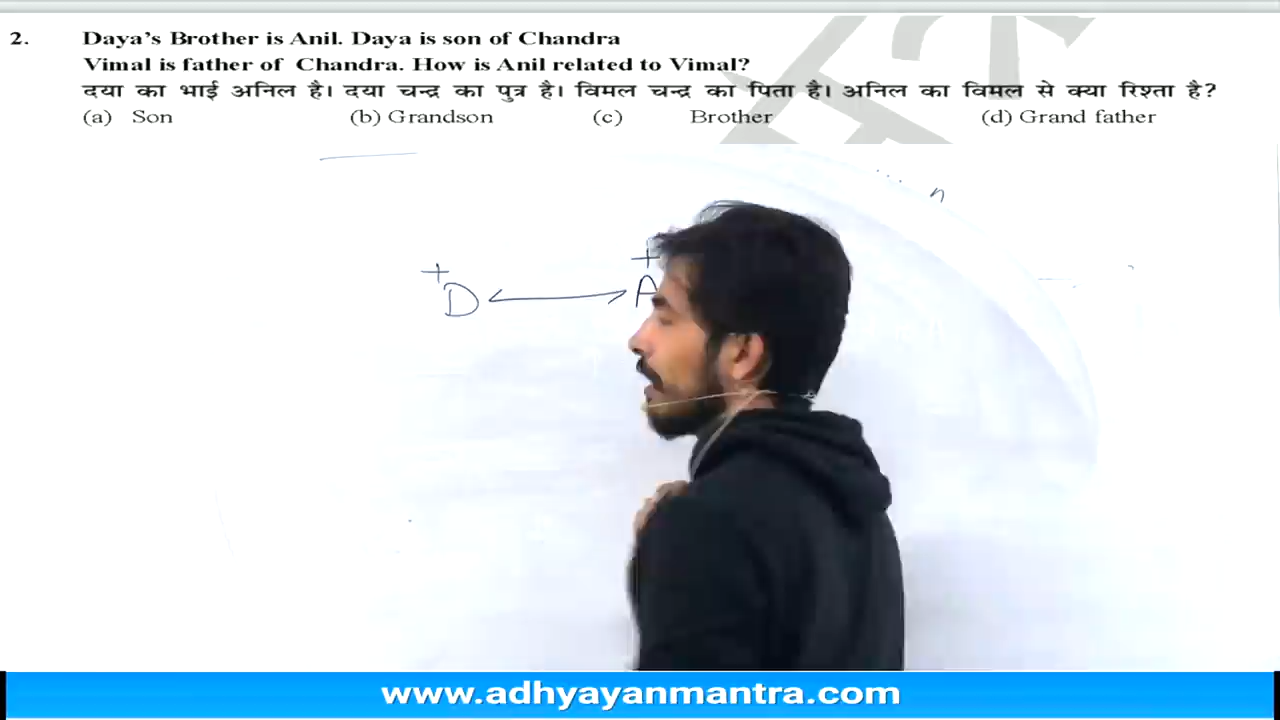 2. Daya's Brother is Anil. Daya is son of Chandra
Vimal is father of Chandra. How is Anil related to Vimal?
दया का भाई अनिल है। दया चन्द्र का पुत्र है। विमल चन्द्र का पिता है। अनिल का विमल से क्या रिश्ता है?
(a) Son (b) Grandson (c) Brother (d) Grand father
n
+ +
D A
www.adhyayanmantra.com